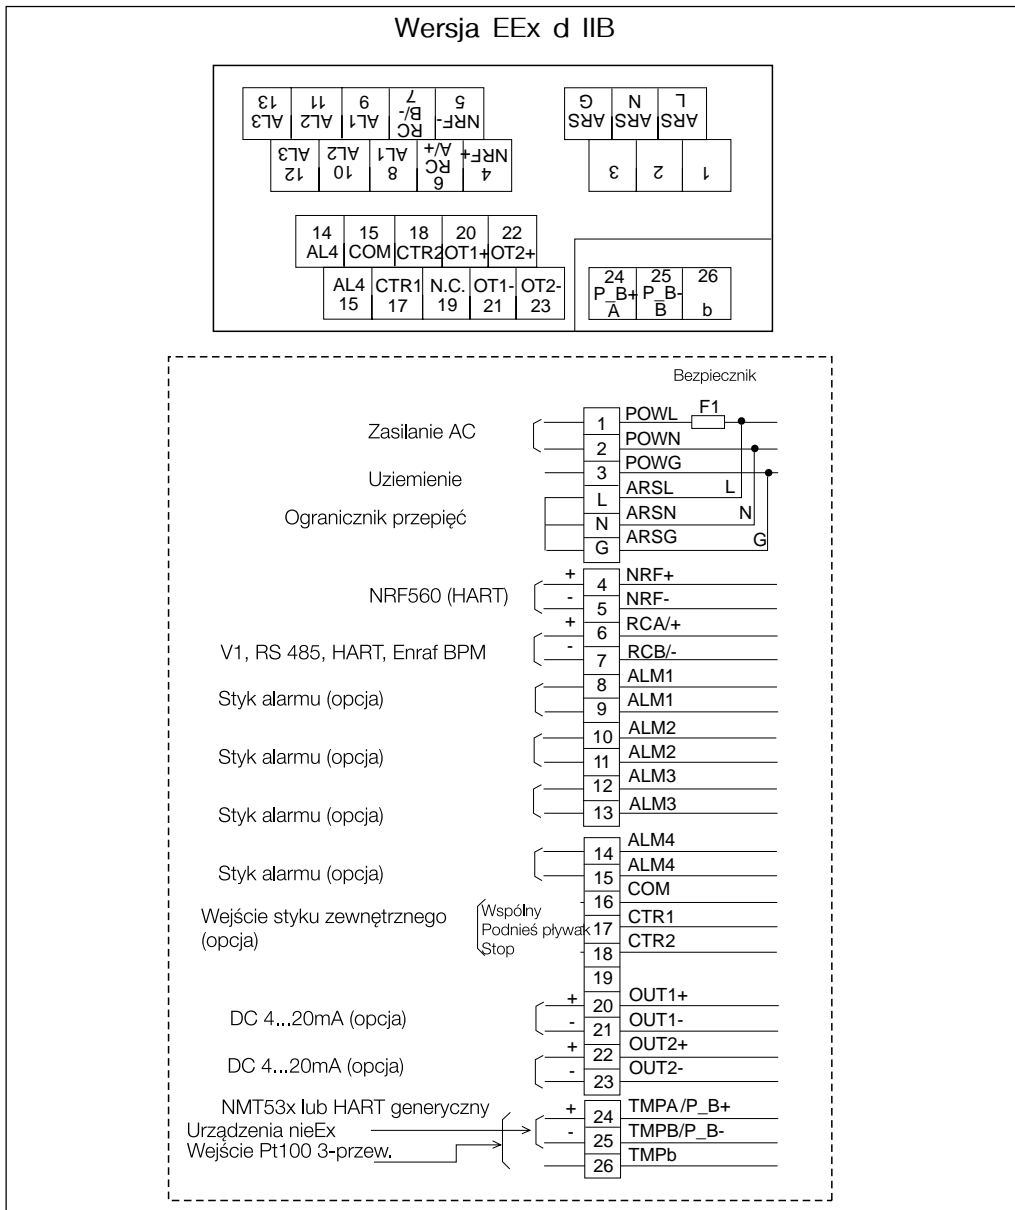 Wersja EEx d IIB
13 11 9 7 5
AL3 AL2 AL1 RC B/- NRF-
ARS G ARS N ARS L
AL3 AL2 AL1 RC A/+ NRF+
12 10 8 6 4
3 2 1
14 15 18 20 22
AL4 COM CTR2 OT1+ OT2+
AL4 CTR1 N.C. OT1- OT2-
15 17 19 21 23
24 25 26
P_B+ P_B-
A B b
Bezpiecznik
Zasilanie AC 1 POWL F1
2 POWN
Uziemienie 3 POWG
L ARSL L
Ogranicznik przepięć N ARSN N
G ARSG G
NRF560 (HART) + 4 NRF+
- 5 NRF-
V1, RS 485, HART, Enraf BPM + 6 RCA/+
- 7 RCB/-
Styk alarmu (opcja) 8 ALM1
9 ALM1
Styk alarmu (opcja) 10 ALM2
11 ALM2
Styk alarmu (opcja) 12 ALM3
13 ALM3
Styk alarmu (opcja) 14 ALM4
15 ALM4
Wejście styku zewnętrznego Wspólny 16 COM
(opcja) Podnieś pływak 17 CTR1
Stop 18 CTR2
19
DC 4...20mA (opcja) + 20 OUT1+
- 21 OUT1-
DC 4...20mA (opcja) + 22 OUT2+
- 23 OUT2-
NMT53x lub HART generyczny + 24 TMPA/P_B+
Urządzenia nieEx - 25 TMPB/P_B-
Wejście Pt100 3-przew. 26 TMPb